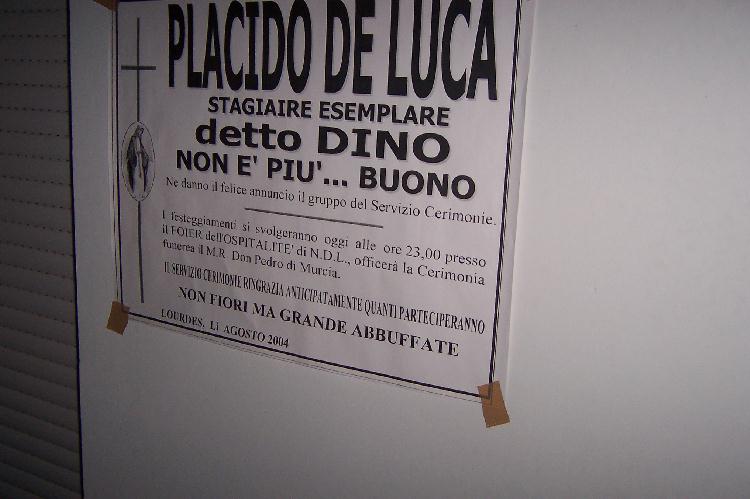 PLACIDO DE LUCA
STAGIAIRE ESEMPLARE
detto DINO
NON E' PIU'... BUONO
Ne danno il felice annuncio il gruppo del Servizio Cerimonie.
I festeggiamenti si svolgeranno oggi alle ore 23,00 presso
il FOIER dell'OSPITALITE' di N.D.L., officerà la Cerimonia
funerea il M.R. Don Pedro di Murcia.
IL SERVIZIO CERIMONIE RINGRAZIA ANTICIPATAMENTE QUANTI PARTECIPERANNO
NON FIORI MA GRANDE ABBUFFATE
LOURDES, Lì AGOSTO 2004